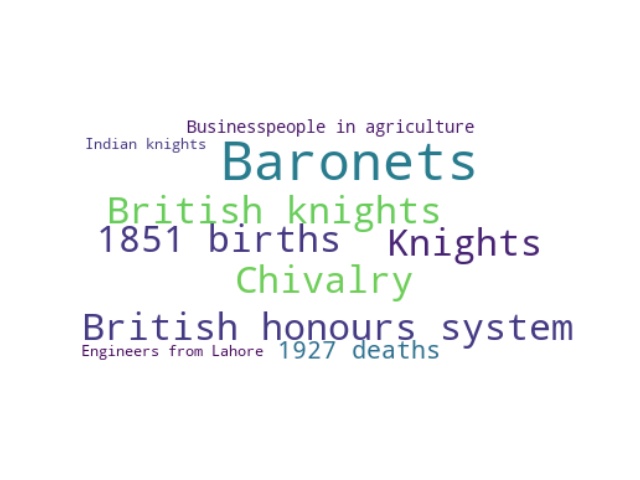 Businesspeople in agriculture
Indian knights
Baronets
British knights
1851 births
Knights
Chivalry
British honours system
Engineers from Lahore
1927 deaths